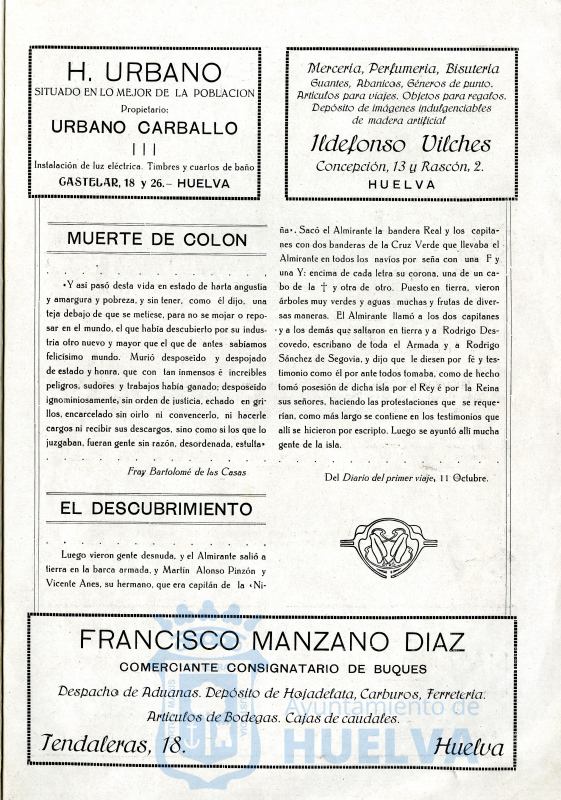 H. URBANO
SITUADO EN LO MEJOR DE LA POBLACION
Propietario:
URBANO CARBALLO
Instalación de luz eléctrica. Timbres y cuartos de baño
CASTELAR, 18 y 26.— HUELVA
Mercería, Perfumería, Bisutería
Guantes, Abanicos, Géneros de punto.
Artículos para viajes. Objetos para regalos.
Depósito de imágenes indulgenciables
de madera artificial
Ildefonso Vilches
Concepción, 13 y Rascón, 2.
HUELVA
MUERTE DE COLON
«Y así pasó desta vida en estado de harta angustia
y amargura y pobreza, y sin tener, como él dijo, una
teja debajo de que se metiese, para no se mojar o repo-
sar en el mundo, el que había descubierto por su indus-
tria otro nuevo y mayor que el que de antes sabíamos
felicísimo mundo. Murió desposeido y despojado
de estado y honra, que con tan inmensos é increibles
peligros, sudores y trabajos había ganado; desposeido
ignominiosamente, sin orden de justicia, echado en gri-
llos, encarcelado sin oirlo ni convencerlo, ni hacerle
cargos ni recibir sus descargos, sino como si los que lo
juzgaban, fueran gente sin razón, desordenada, estulta»
Fray Bartolomé de las Casas
EL DESCUBRIMIENTO
Luego vieron gente desnuda, y el Almirante salió a
tierra en la barca armada, y Martín Alonso Pinzón y
Vicente Anes, su hermano, que era capitán de la «Ni-
ña». Sacó el Almirante la bandera Real y los capita-
nes con dos banderas de la Cruz Verde que llevaba el
Almirante en todos los navíos por seña con una F y
una Y: encima de cada letra su corona, una de un ca-
bo de la † y otra de otro. Puesto en tierra, vieron
árboles muy verdes y aguas muchas y frutas de diver-
sas maneras. El Almirante llamó a los dos capitanes
y a los demás que saltaron en tierra y a Rodrigo Des-
covedo, escribano de toda el Armada y a Rodrigo
Sánchez de Segovia, y dijo que le diesen por fé y tes-
timonio como él por ante todos tomaba, como de hecho
tomó posesión de dicha isla por el Rey é por la Reina
sus señores, haciendo las protestaciones que se reque-
rían, como más largo se contiene en los testimonios que
allí se hicieron por escripto. Luego se ayuntó allí mucha
gente de la isla.
Del Diario del primer viaje, 11 Octubre.
FRANCISCO MANZANO DIAZ
COMERCIANTE CONSIGNATARIO DE BUQUES
Despacho de Aduanas. Depósito de Hojadelata, Carburos, Ferretería.
Artículos de Bodegas. Cajas de caudales.
Tendaleras, 18. Huelva
Ayuntamiento de
HUELVA